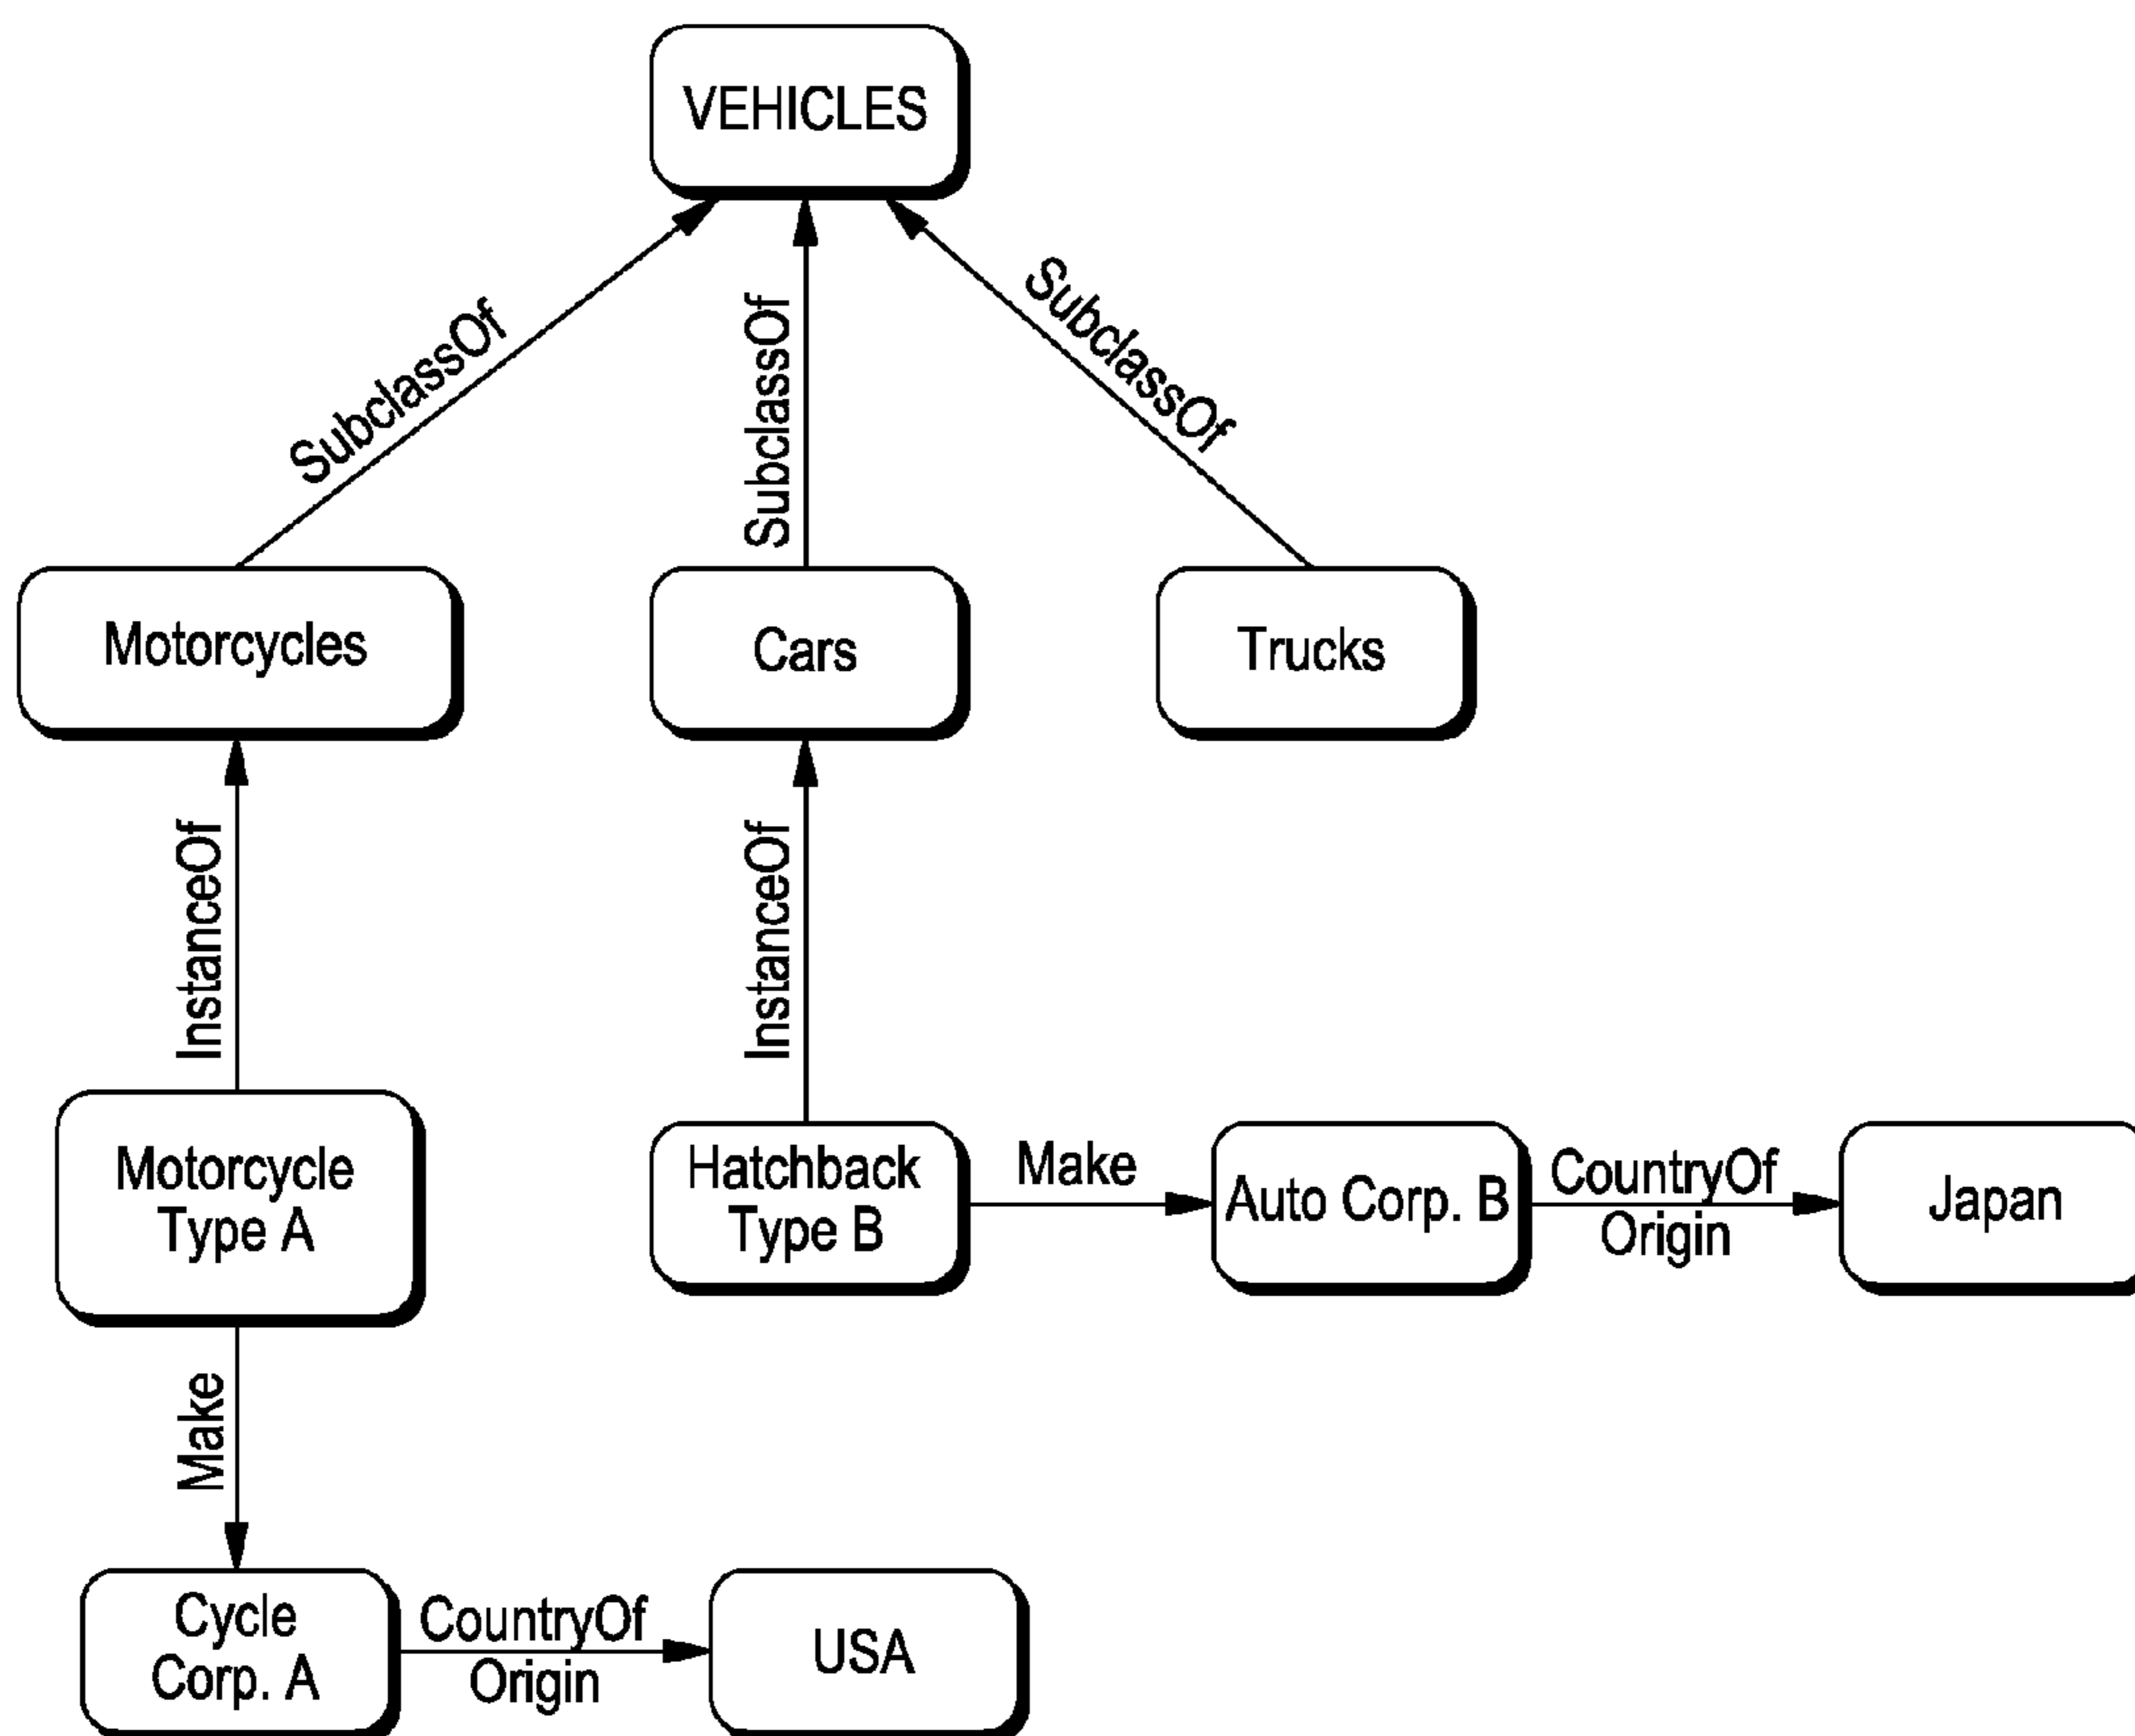 VEHICLES
SubclassOf
SubclassOf
SubclassOf
Motorcycles
Cars
Trucks
InstanceOf
InstanceOf
Motorcycle
Type A
Hatchback
Type B
Make
Auto Corp. B
CountryOf
Origin
Japan
Make
Cycle
Corp. A
CountryOf
Origin
USA